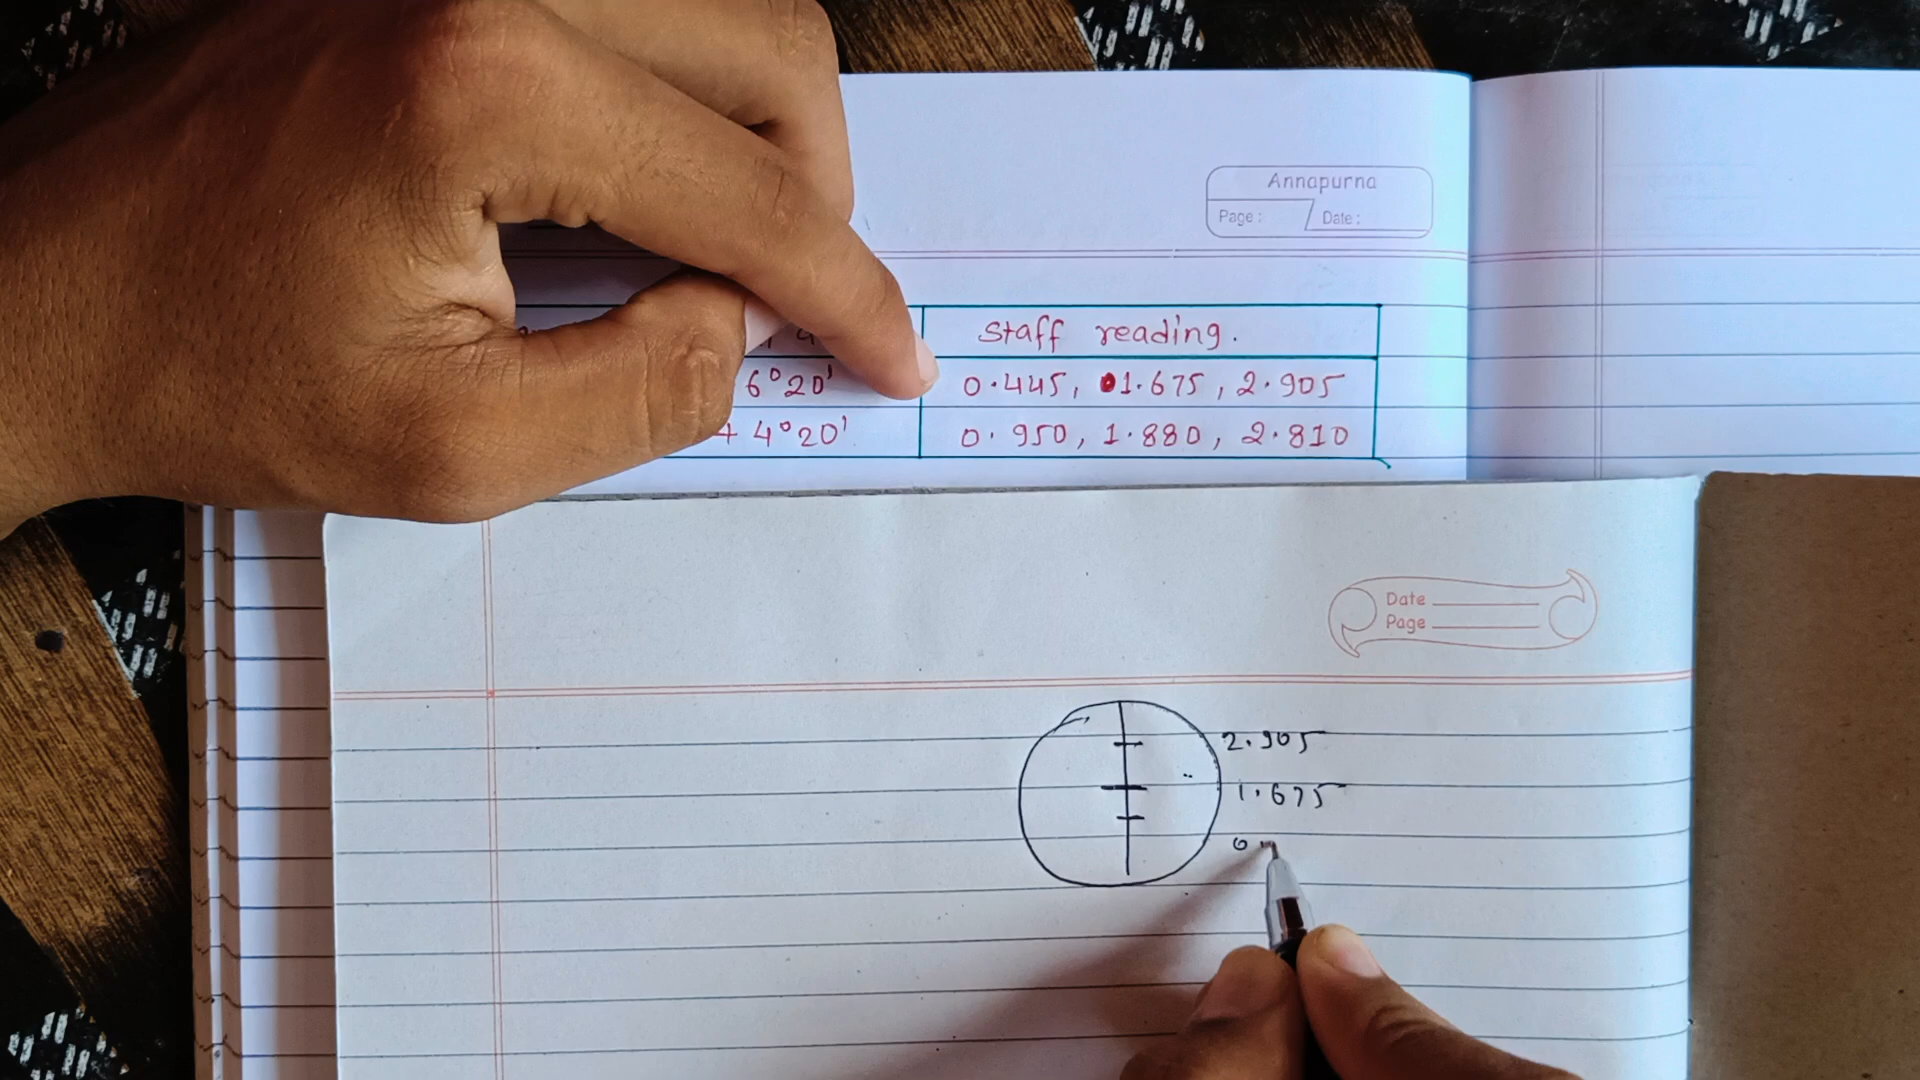 Annapurna
Page : Date :
Staff reading.
6°20' 0.445, 1.675, 2.905
+ 4°20' 0.950, 1.880, 2.810
Date
Page
2.905
1.675
0